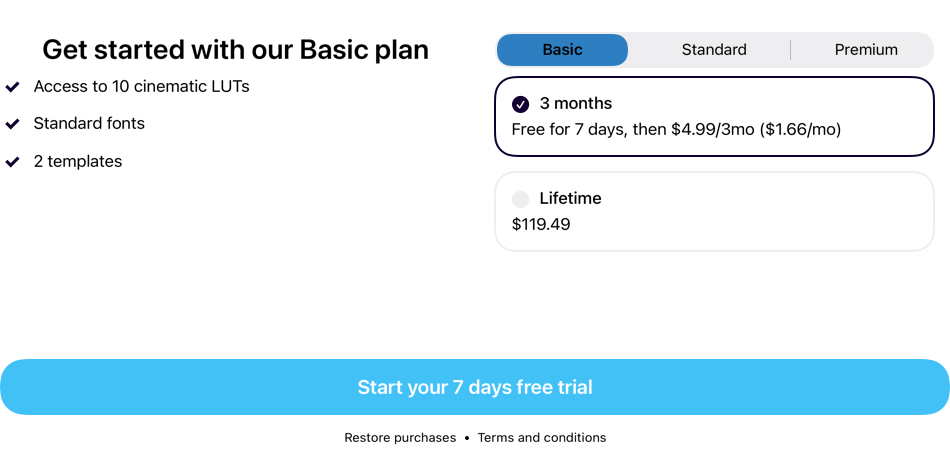 Get started with our Basic plan
Access to 10 cinematic LUTs
Standard fonts
2 templates
Basic
Standard
Premium
3 months
Free for 7 days, then $4.99/3mo ($1.66/mo)
Lifetime
$119.49
Start your 7 days free trial
Restore purchases • Terms and conditions